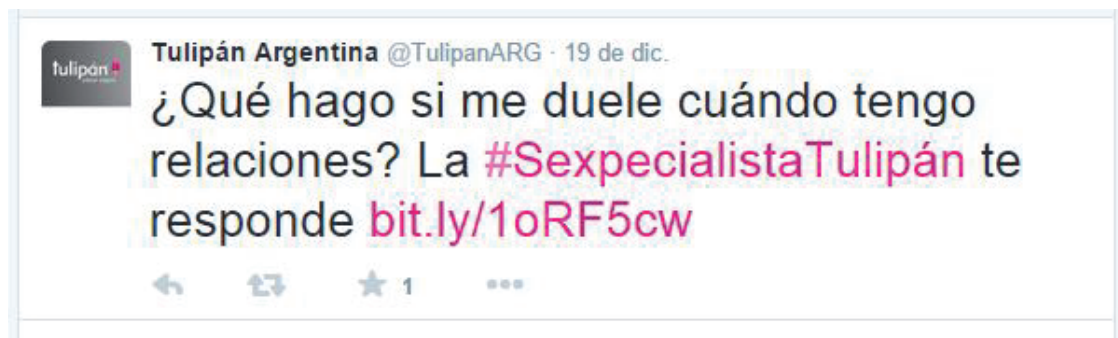 tulipán
Tulipán Argentina @TulipanARG · 19 de dic.
¿Qué hago si me duele cuándo tengo
relaciones? La #SexpecialistaTulipán te
responde bit.ly/1oRF5cw
1